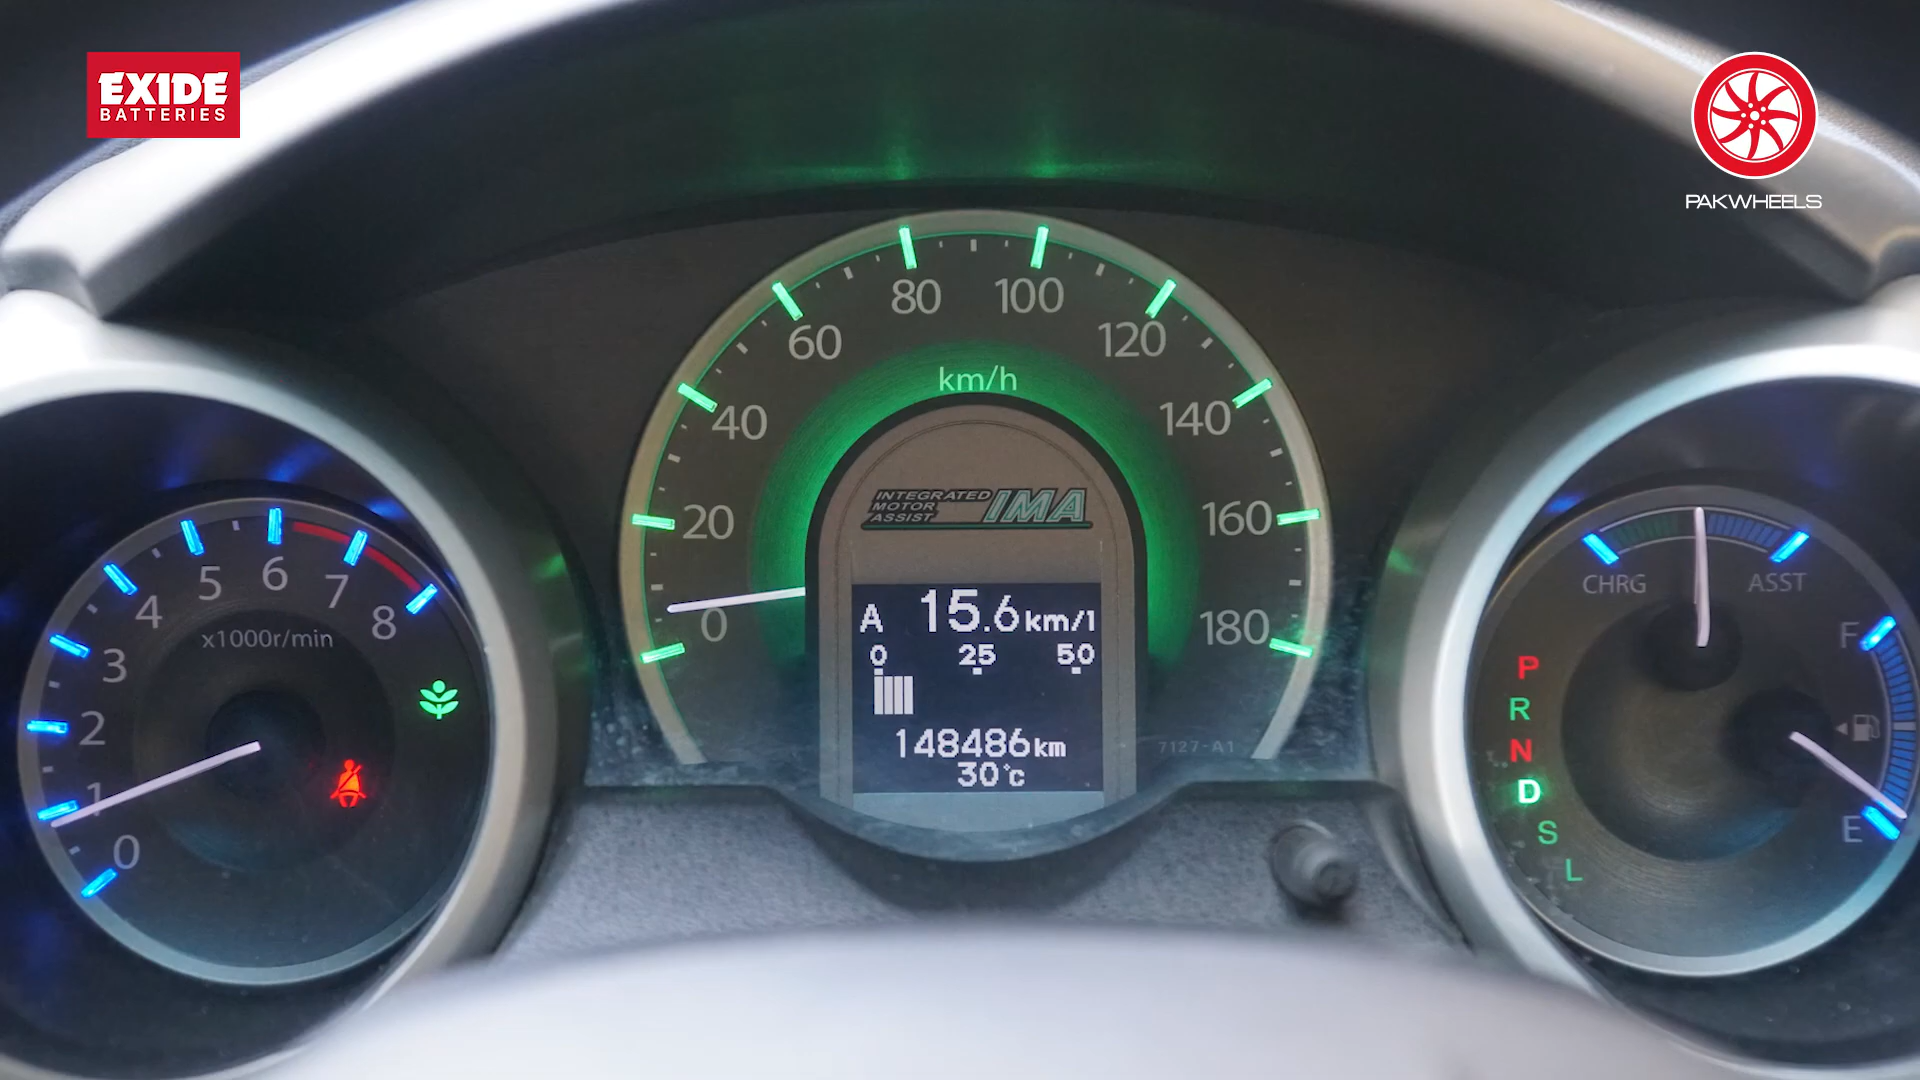 EXIDE
BATTERIES
PAKWHEELS
0
1
2
3
4
5
6
7
8
x1000r/min
0
20
40
60
80
100
120
140
160
180
km/h
INTEGRATED
MOTOR
ASSIST
IMA
A 15.6km/l
0 25 50
148486km
30°c
7127-A1
CHRG
ASST
F
E
P
R
N
D
S
L